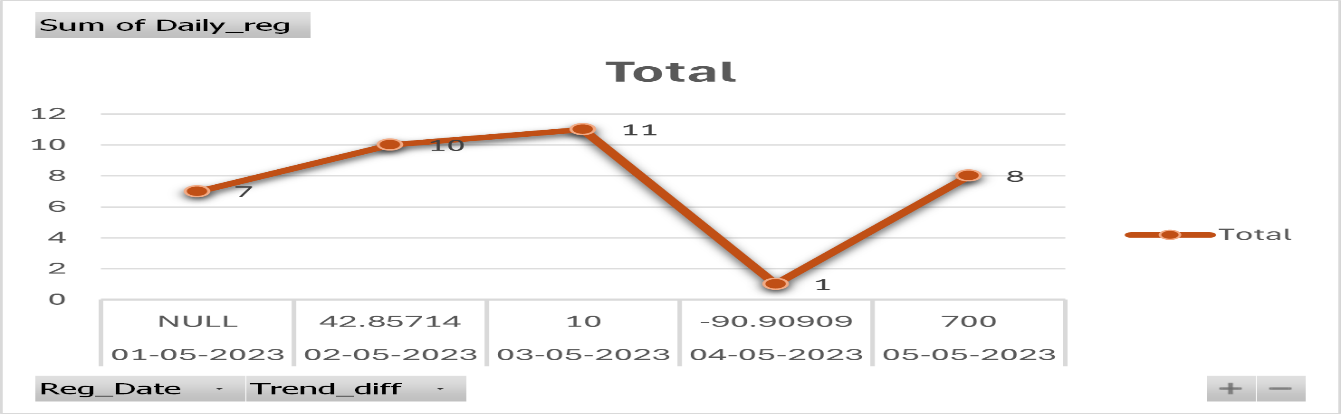 Sum of Daily_reg
Total
12
10
8
6
4
2
0
7
10
11
1
8
Total
NULL 42.85714 10 -90.90909 700
01-05-2023 02-05-2023 03-05-2023 04-05-2023 05-05-2023
Reg_Date Trend_diff + −